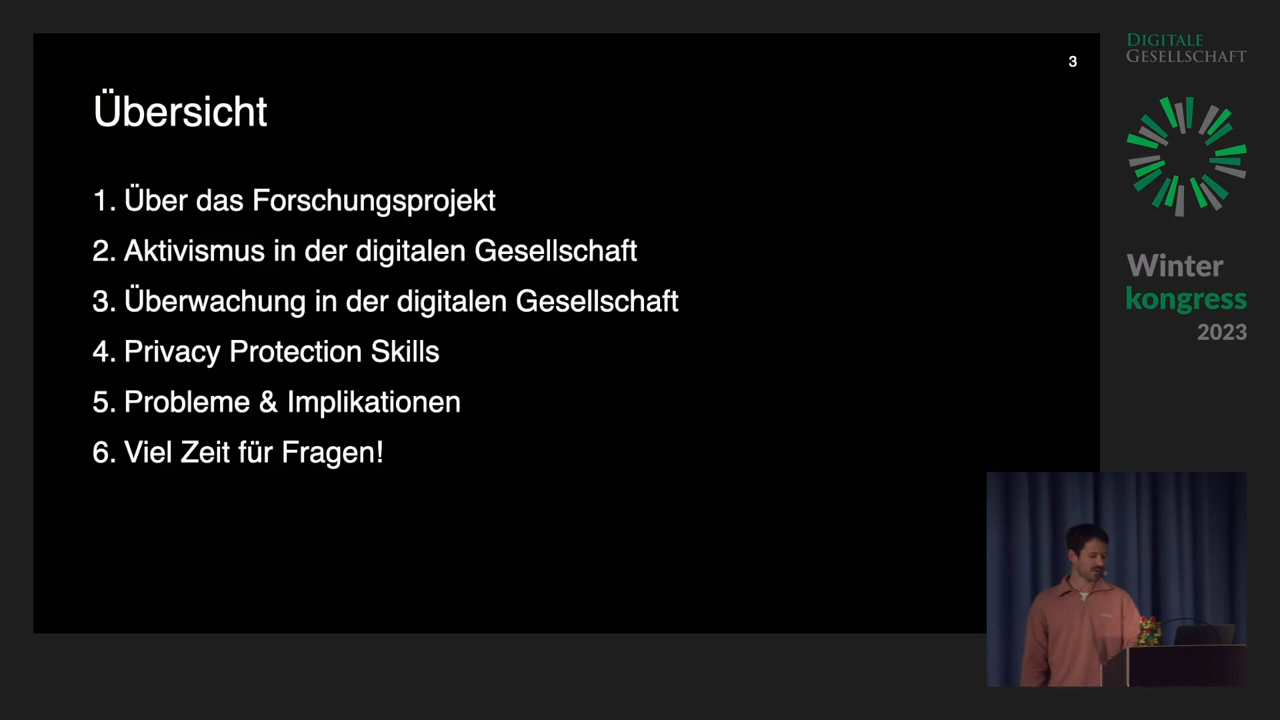 3
Übersicht
1. Über das Forschungsprojekt
2. Aktivismus in der digitalen Gesellschaft
3. Überwachung in der digitalen Gesellschaft
4. Privacy Protection Skills
5. Probleme & Implikationen
6. Viel Zeit für Fragen!
DIGITALE
GESELLSCHAFT
Winter
kongress
2023